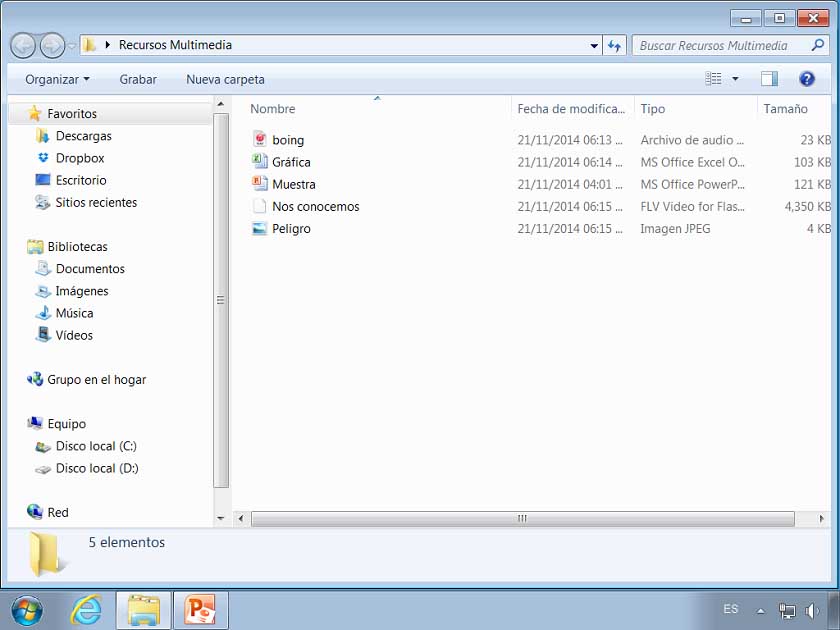 Recursos Multimedia
Buscar Recursos Multimedia
Organizar Grabar Nueva carpeta
Favoritos
Descargas
Dropbox
Escritorio
Sitios recientes
Bibliotecas
Documentos
Imágenes
Música
Vídeos
Grupo en el hogar
Equipo
Disco local (C:)
Disco local (D:)
Red
Nombre Fecha de modifica... Tipo Tamaño
boing 21/11/2014 06:13 ... Archivo de audio ... 23 KB
Gráfica 21/11/2014 06:14 ... MS Office Excel O... 103 KB
Muestra 21/11/2014 04:01 ... MS Office PowerP... 121 KB
Nos conocemos 21/11/2014 06:15 ... FLV Video for Flas... 4,350 KB
Peligro 21/11/2014 06:15 ... Imagen JPEG 4 KB
5 elementos
ES